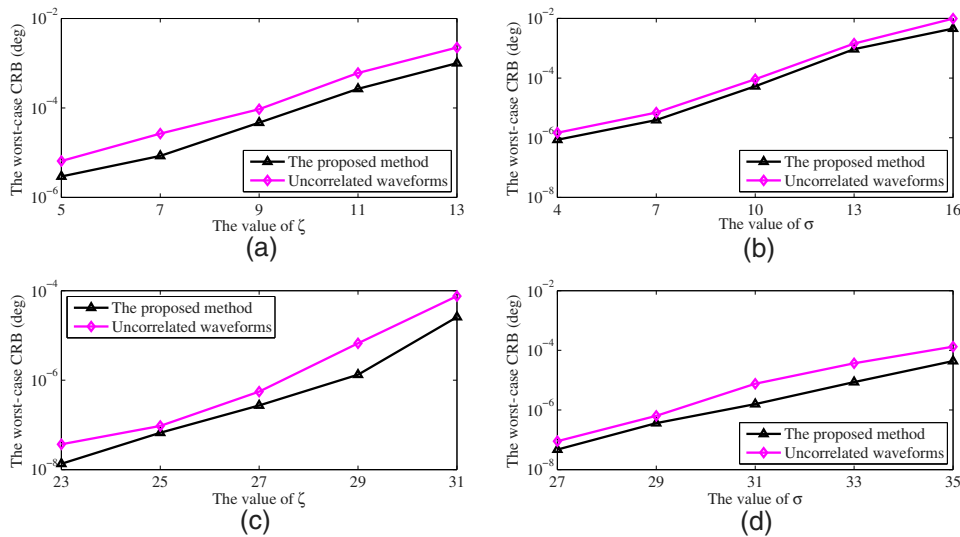 The worst-case CRB (deg)
10⁻²
10⁻⁴
10⁻⁶
The proposed method
Uncorrelated waveforms
5 7 9 11 13
The value of ζ
(a)
The worst-case CRB (deg)
10⁻²
10⁻⁴
10⁻⁶
10⁻⁸
The proposed method
Uncorrelated waveforms
4 7 10 13 16
The value of σ
(b)
The worst-case CRB (deg)
10⁻⁴
10⁻⁶
10⁻⁸
The proposed method
Uncorrelated waveforms
23 25 27 29 31
The value of ζ
(c)
The worst-case CRB (deg)
10⁻²
10⁻⁴
10⁻⁶
10⁻⁸
The proposed method
Uncorrelated waveforms
27 29 31 33 35
The value of σ
(d)